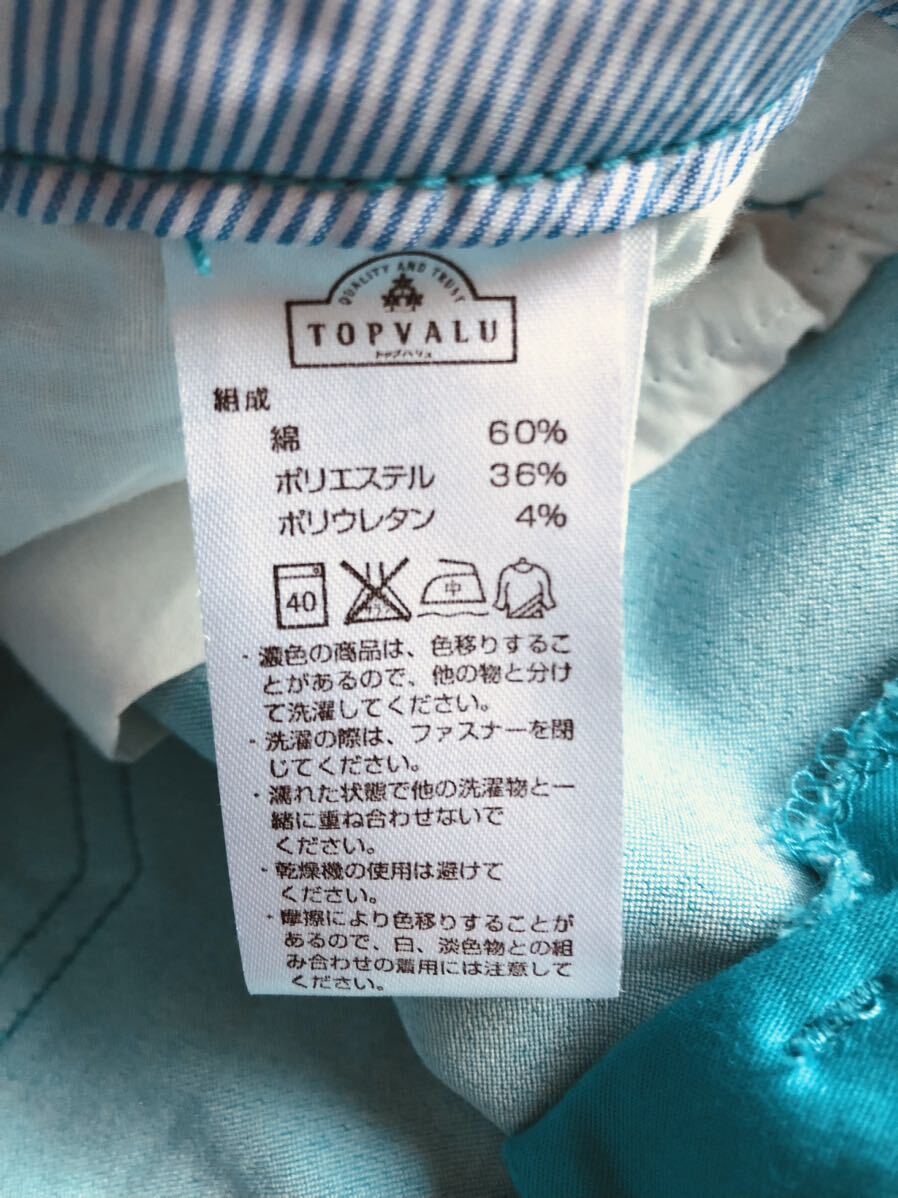 QUALITY AND TRUST
TOPVALU
トップバリュ
組成
綿 60%
ポリエステル 36%
ポリウレタン 4%
40 中
・濃色の商品は、色移りするこ
とがあるので、他の物と分け
て洗濯してください。
・洗濯の際は、ファスナーを閉
じてください。
・濡れた状態で他の洗濯物と一
緒に重ね合わせないで
ください。
・乾燥機の使用は避けて
ください。
・摩擦により色移りすることが
あるので、白、淡色物との組
み合わせの着用には注意して
ください。